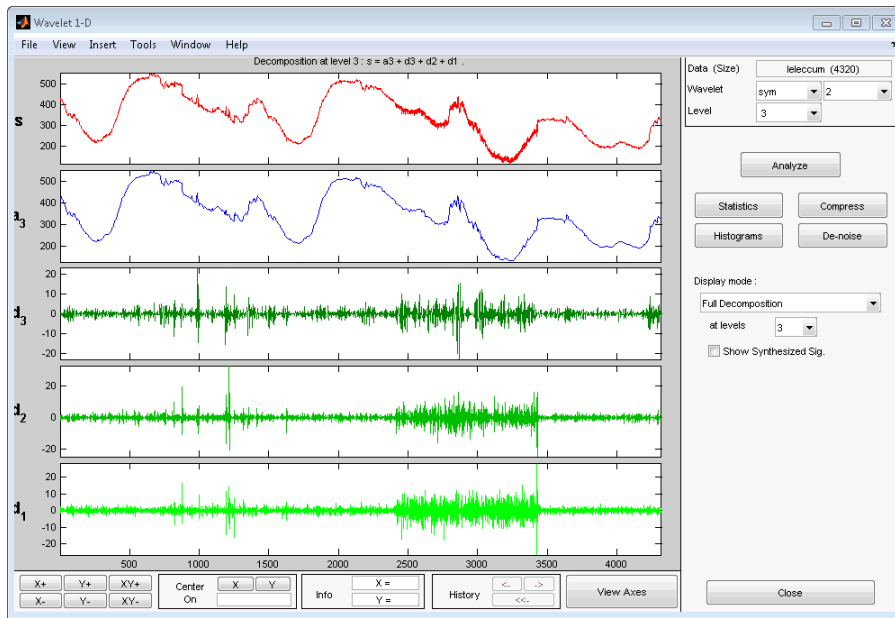 Wavelet 1-D
File View Insert Tools Window Help
Decomposition at level 3 : s = a3 + d3 + d2 + d1 .
s
500
400
300
200
a3
500
400
300
200
d3
20
10
0
-10
-20
d2
20
0
-20
d1
20
10
0
-10
-20
500 1000 1500 2000 2500 3000 3500 4000
Data (Size) leleccum (4320)
Wavelet sym 2
Level 3
Analyze
Statistics Compress
Histograms De-noise
Display mode :
Full Decomposition
at levels 3
Show Synthesized Sig.
X+ Y+ XY+
X- Y- XY-
Center On X Y
Info X = Y =
History <- -> <<-
View Axes
Close